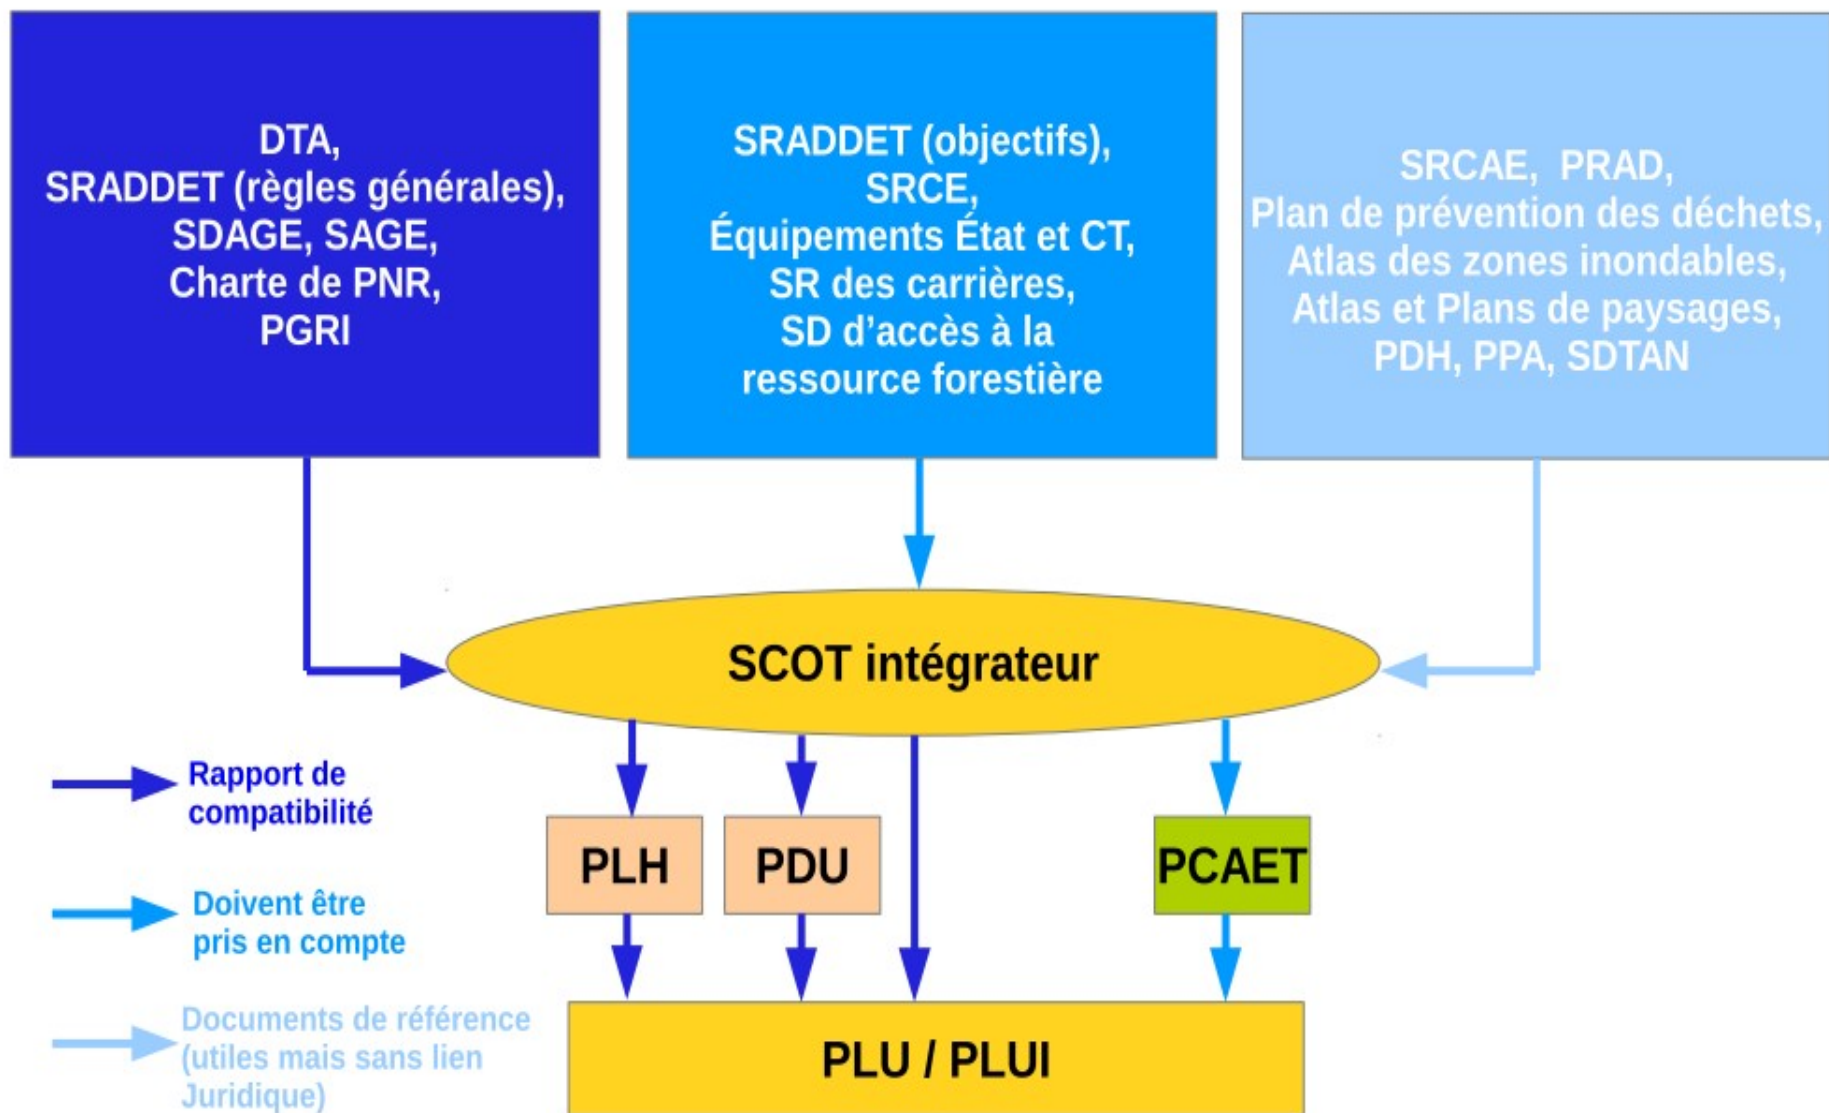 DTA,
SRADDET (règles générales),
SDAGE, SAGE,
Charte de PNR,
PGRI
SRADDET (objectifs),
SRCE,
Équipements État et CT,
SR des carrières,
SD d’accès à la
ressource forestière
SRCAE, PRAD,
Plan de prévention des déchets,
Atlas des zones inondables,
Atlas et Plans de paysages,
PDH, PPA, SDTAN
SCOT intégrateur
Rapport de
compatibilité
Doivent être
pris en compte
Documents de référence
(utiles mais sans lien
Juridique)
PLH
PDU
PCAET
PLU / PLUI